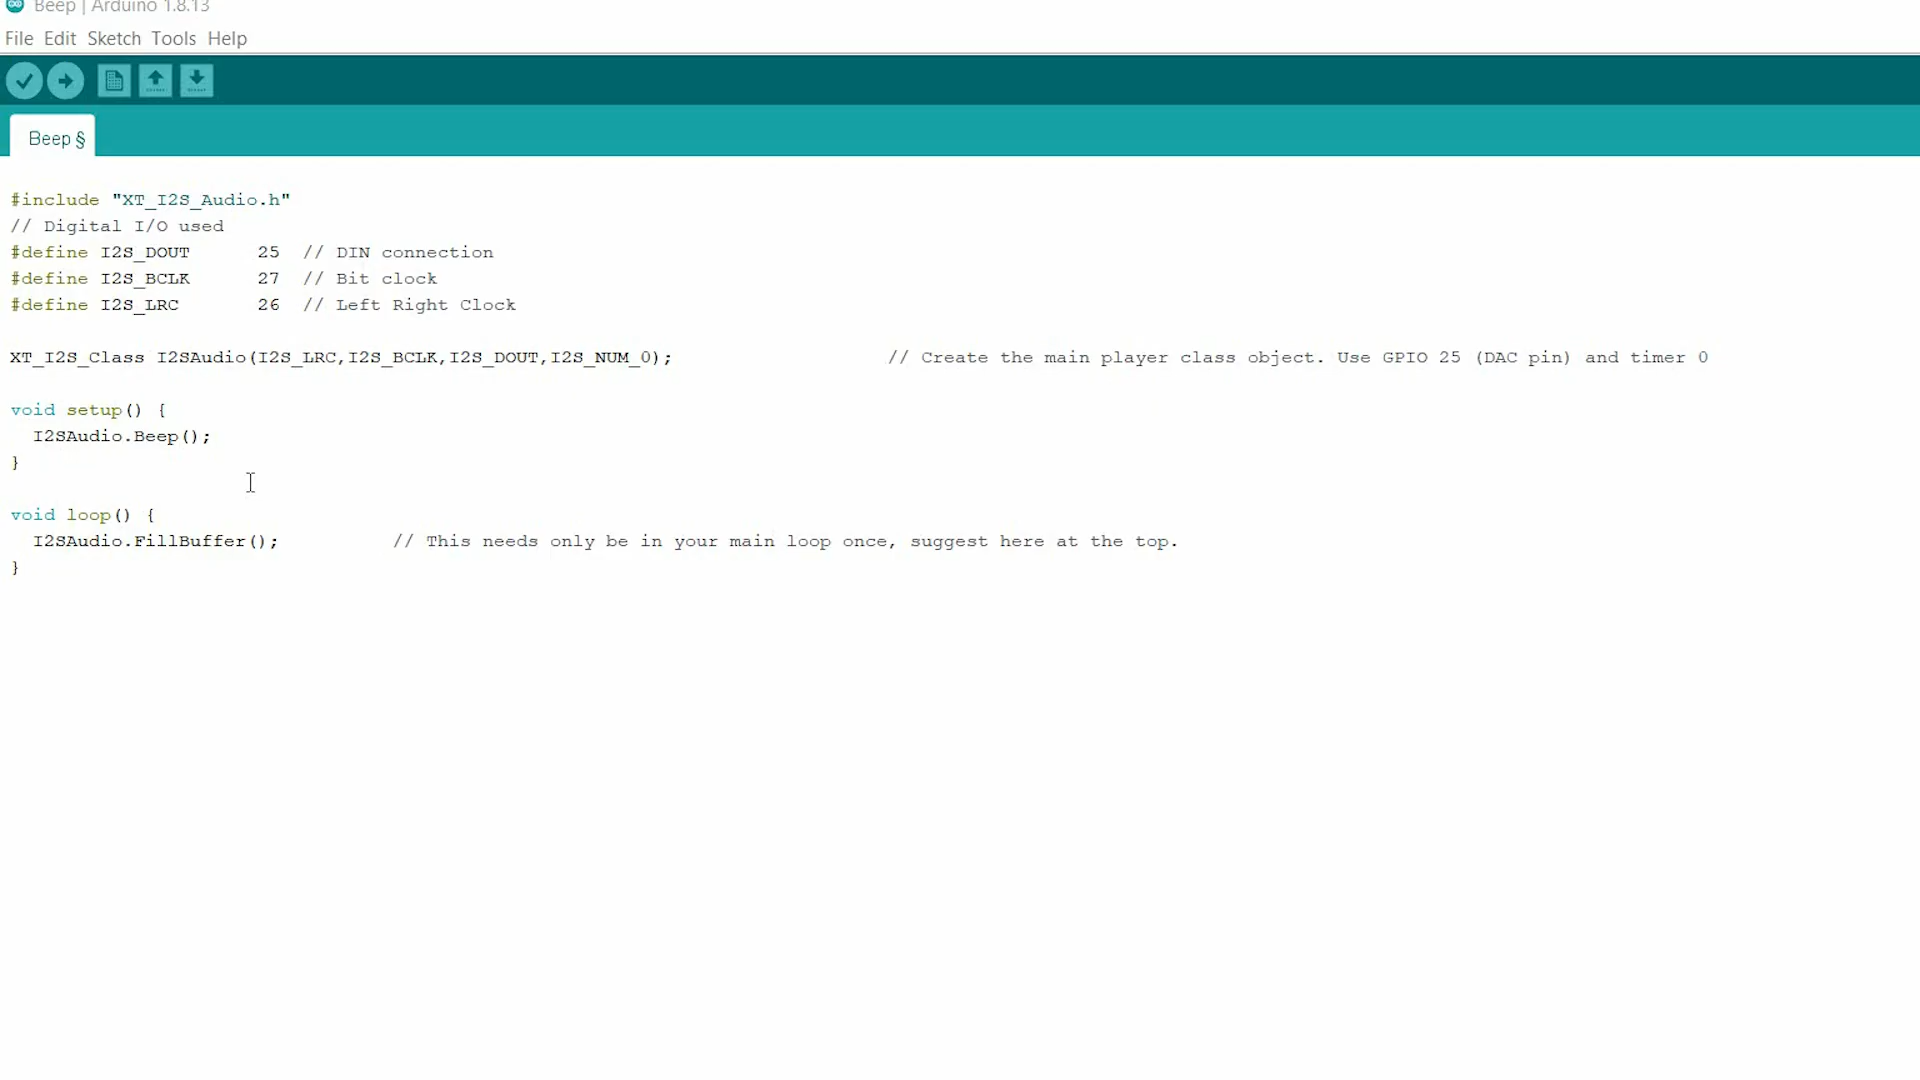 Beep | Arduino 1.8.13
File Edit Sketch Tools Help
Beep §
#include "XT_I2S_Audio.h"
// Digital I/O used
#define I2S_DOUT 25 // DIN connection
#define I2S_BCLK 27 // Bit clock
#define I2S_LRC 26 // Left Right Clock
XT_I2S_Class I2SAudio(I2S_LRC,I2S_BCLK,I2S_DOUT,I2S_NUM_0); // Create the main player class object. Use GPIO 25 (DAC pin) and timer 0
void setup() {
I2SAudio.Beep();
}
void loop() {
I2SAudio.FillBuffer(); // This needs only be in your main loop once, suggest here at the top.
}